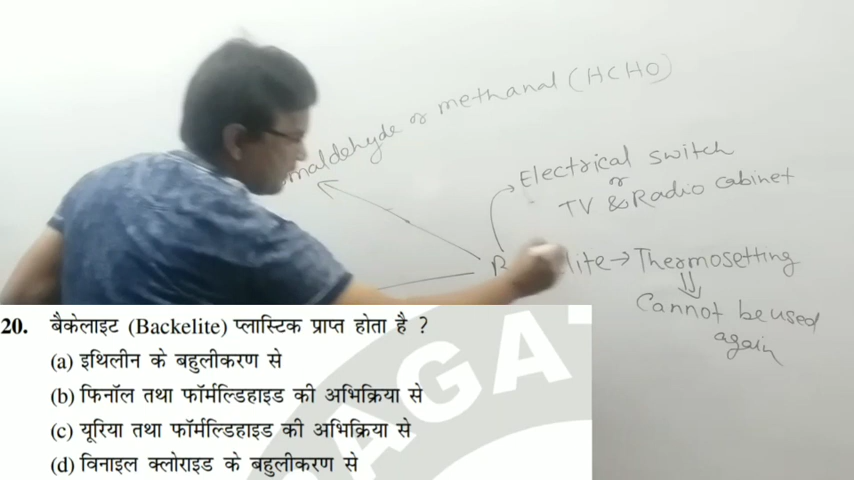 maldehyde or methanal (HCHO)
Electrical switch
or
TV & Radio cabinet
lite → Thermosetting
Cannot be used
again
20. बैकेलाइट (Backelite) प्लास्टिक प्राप्त होता है ?
(a) इथिलीन के बहुलीकरण से
(b) फिनॉल तथा फॉर्मल्डिहाइड की अभिक्रिया से
(c) यूरिया तथा फॉर्मल्डिहाइड की अभिक्रिया से
(d) विनाइल क्लोराइड के बहुलीकरण से